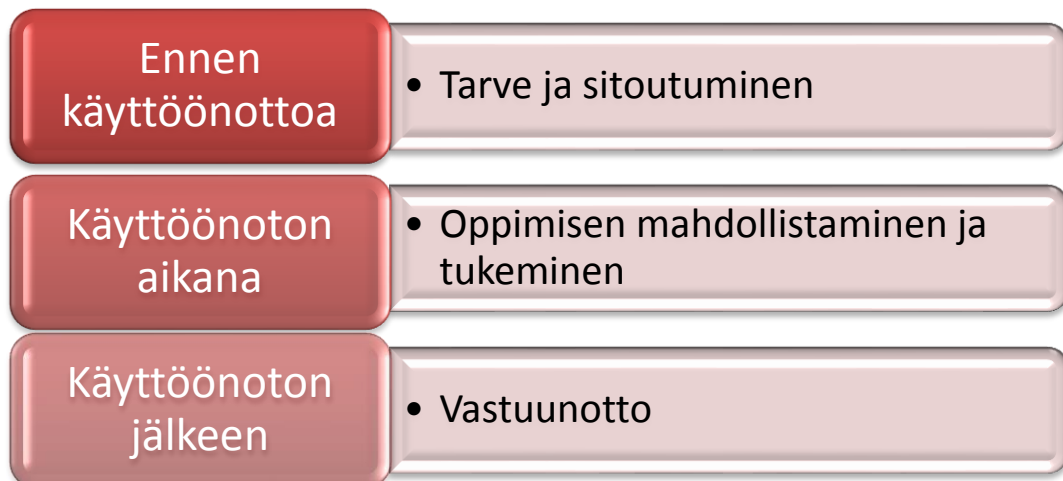 Ennen
käyttöönottoa
• Tarve ja sitoutuminen
Käyttöönoton
aikana
• Oppimisen mahdollistaminen ja
tukeminen
Käyttöönoton
jälkeen
• Vastuunotto